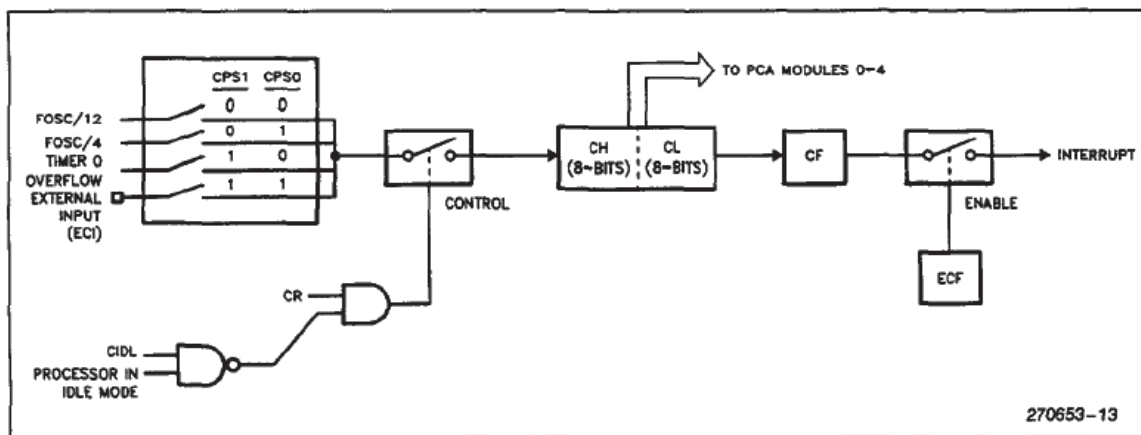 CPS1 CPS0
FOSC/12
0 0
FOSC/4
0 1
TIMER 0
OVERFLOW
1 0
EXTERNAL
INPUT
(ECI)
1 1
CONTROL
TO PCA MODULES 0-4
CH
(8~BITS)
CL
(8-BITS)
CF
INTERRUPT
ENABLE
ECF
CR
CIDL
PROCESSOR IN
IDLE MODE
270653-13